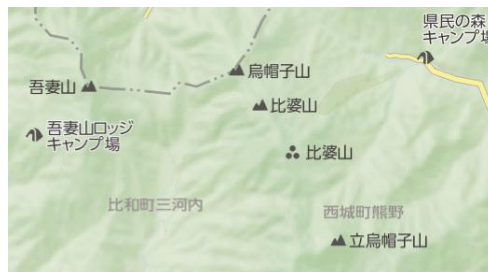 県民の森
キャンプ場
烏帽子山
吾妻山
比婆山
吾妻山ロッジ
キャンプ場
比婆山
比和町三河内
西城町熊野
立烏帽子山